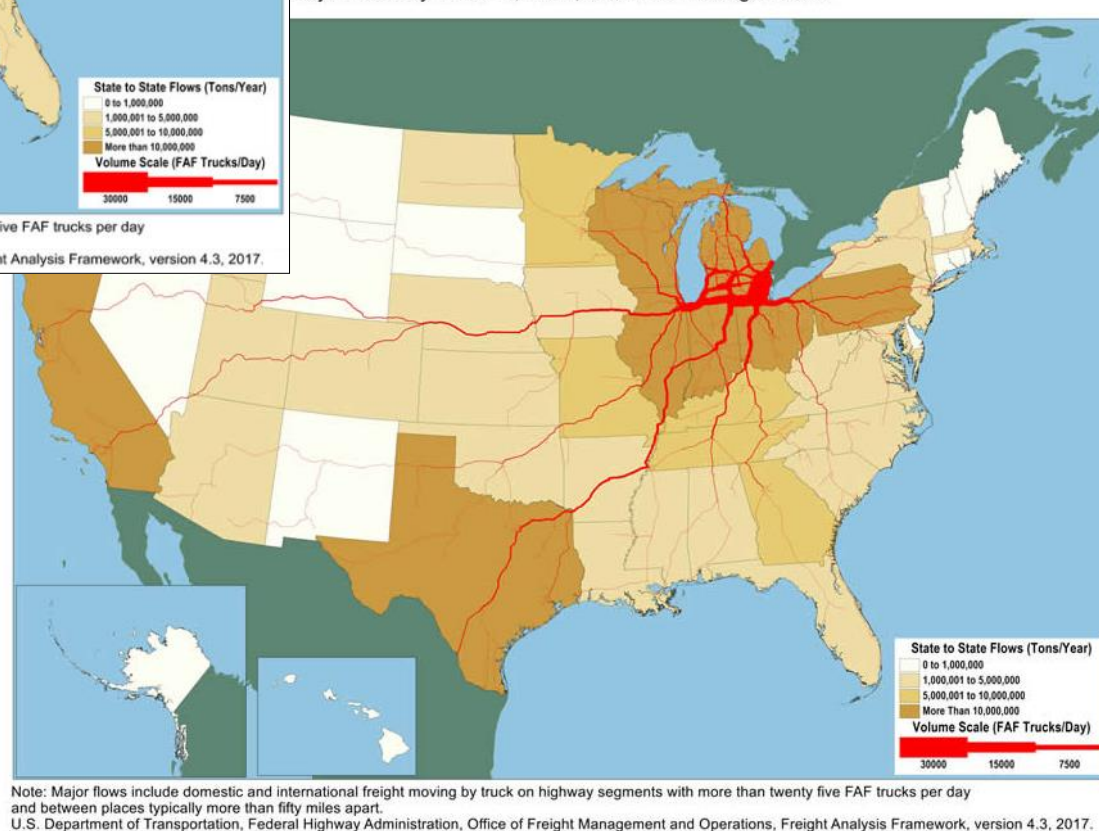 State to State Flows (Tons/Year)
0 to 1,000,000
1,000,001 to 5,000,000
5,000,001 to 10,000,000
More than 10,000,000
Volume Scale (FAF Trucks/Day)
30000 15000 7500
ive FAF trucks per day
ht Analysis Framework, version 4.3, 2017.
State to State Flows (Tons/Year)
0 to 1,000,000
1,000,001 to 5,000,000
5,000,001 to 10,000,000
More Than 10,000,000
Volume Scale (FAF Trucks/Day)
30000 15000 7500
Note: Major flows include domestic and international freight moving by truck on highway segments with more than twenty five FAF trucks per day
and between places typically more than fifty miles apart.
U.S. Department of Transportation, Federal Highway Administration, Office of Freight Management and Operations, Freight Analysis Framework, version 4.3, 2017.